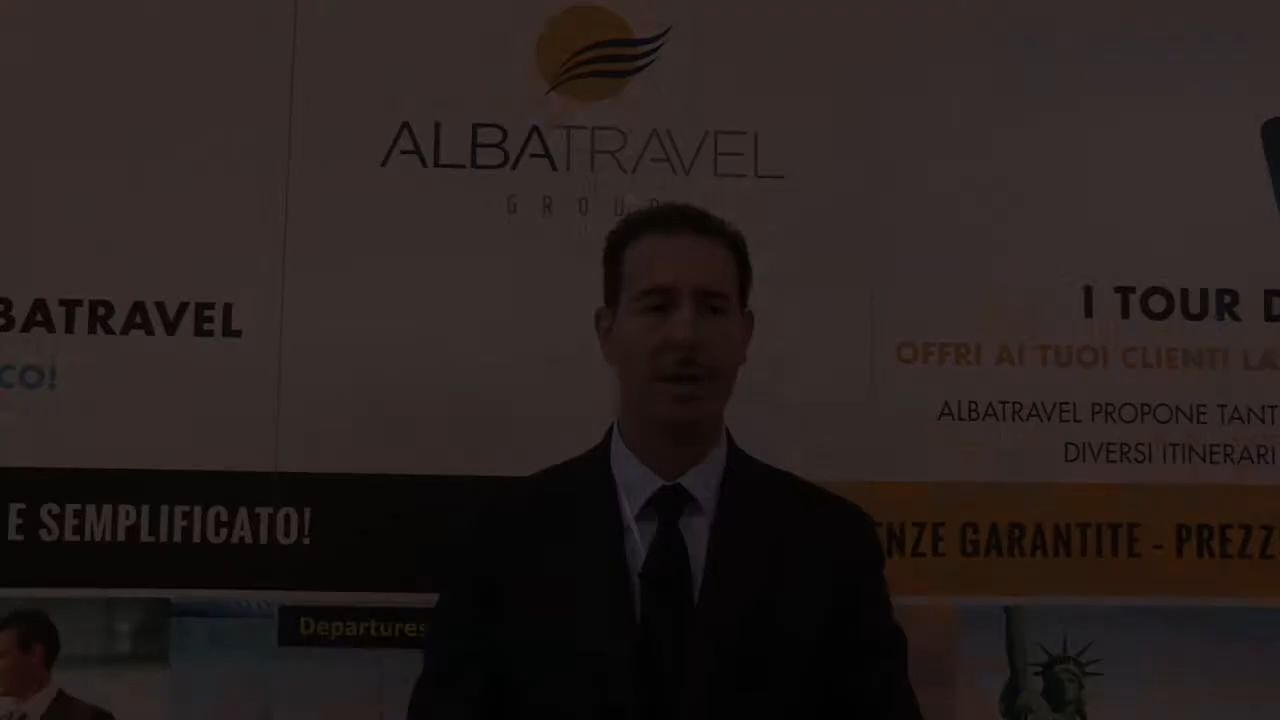 ALBATRAVEL
GROUP
BATRAVEL
CO!
I TOUR D
OFFRI AI TUOI CLIENTI LA
ALBATRAVEL PROPONE TANT
DIVERSI ITINERARI
E SEMPLIFICATO!
NZE GARANTITE - PREZZ
Departures